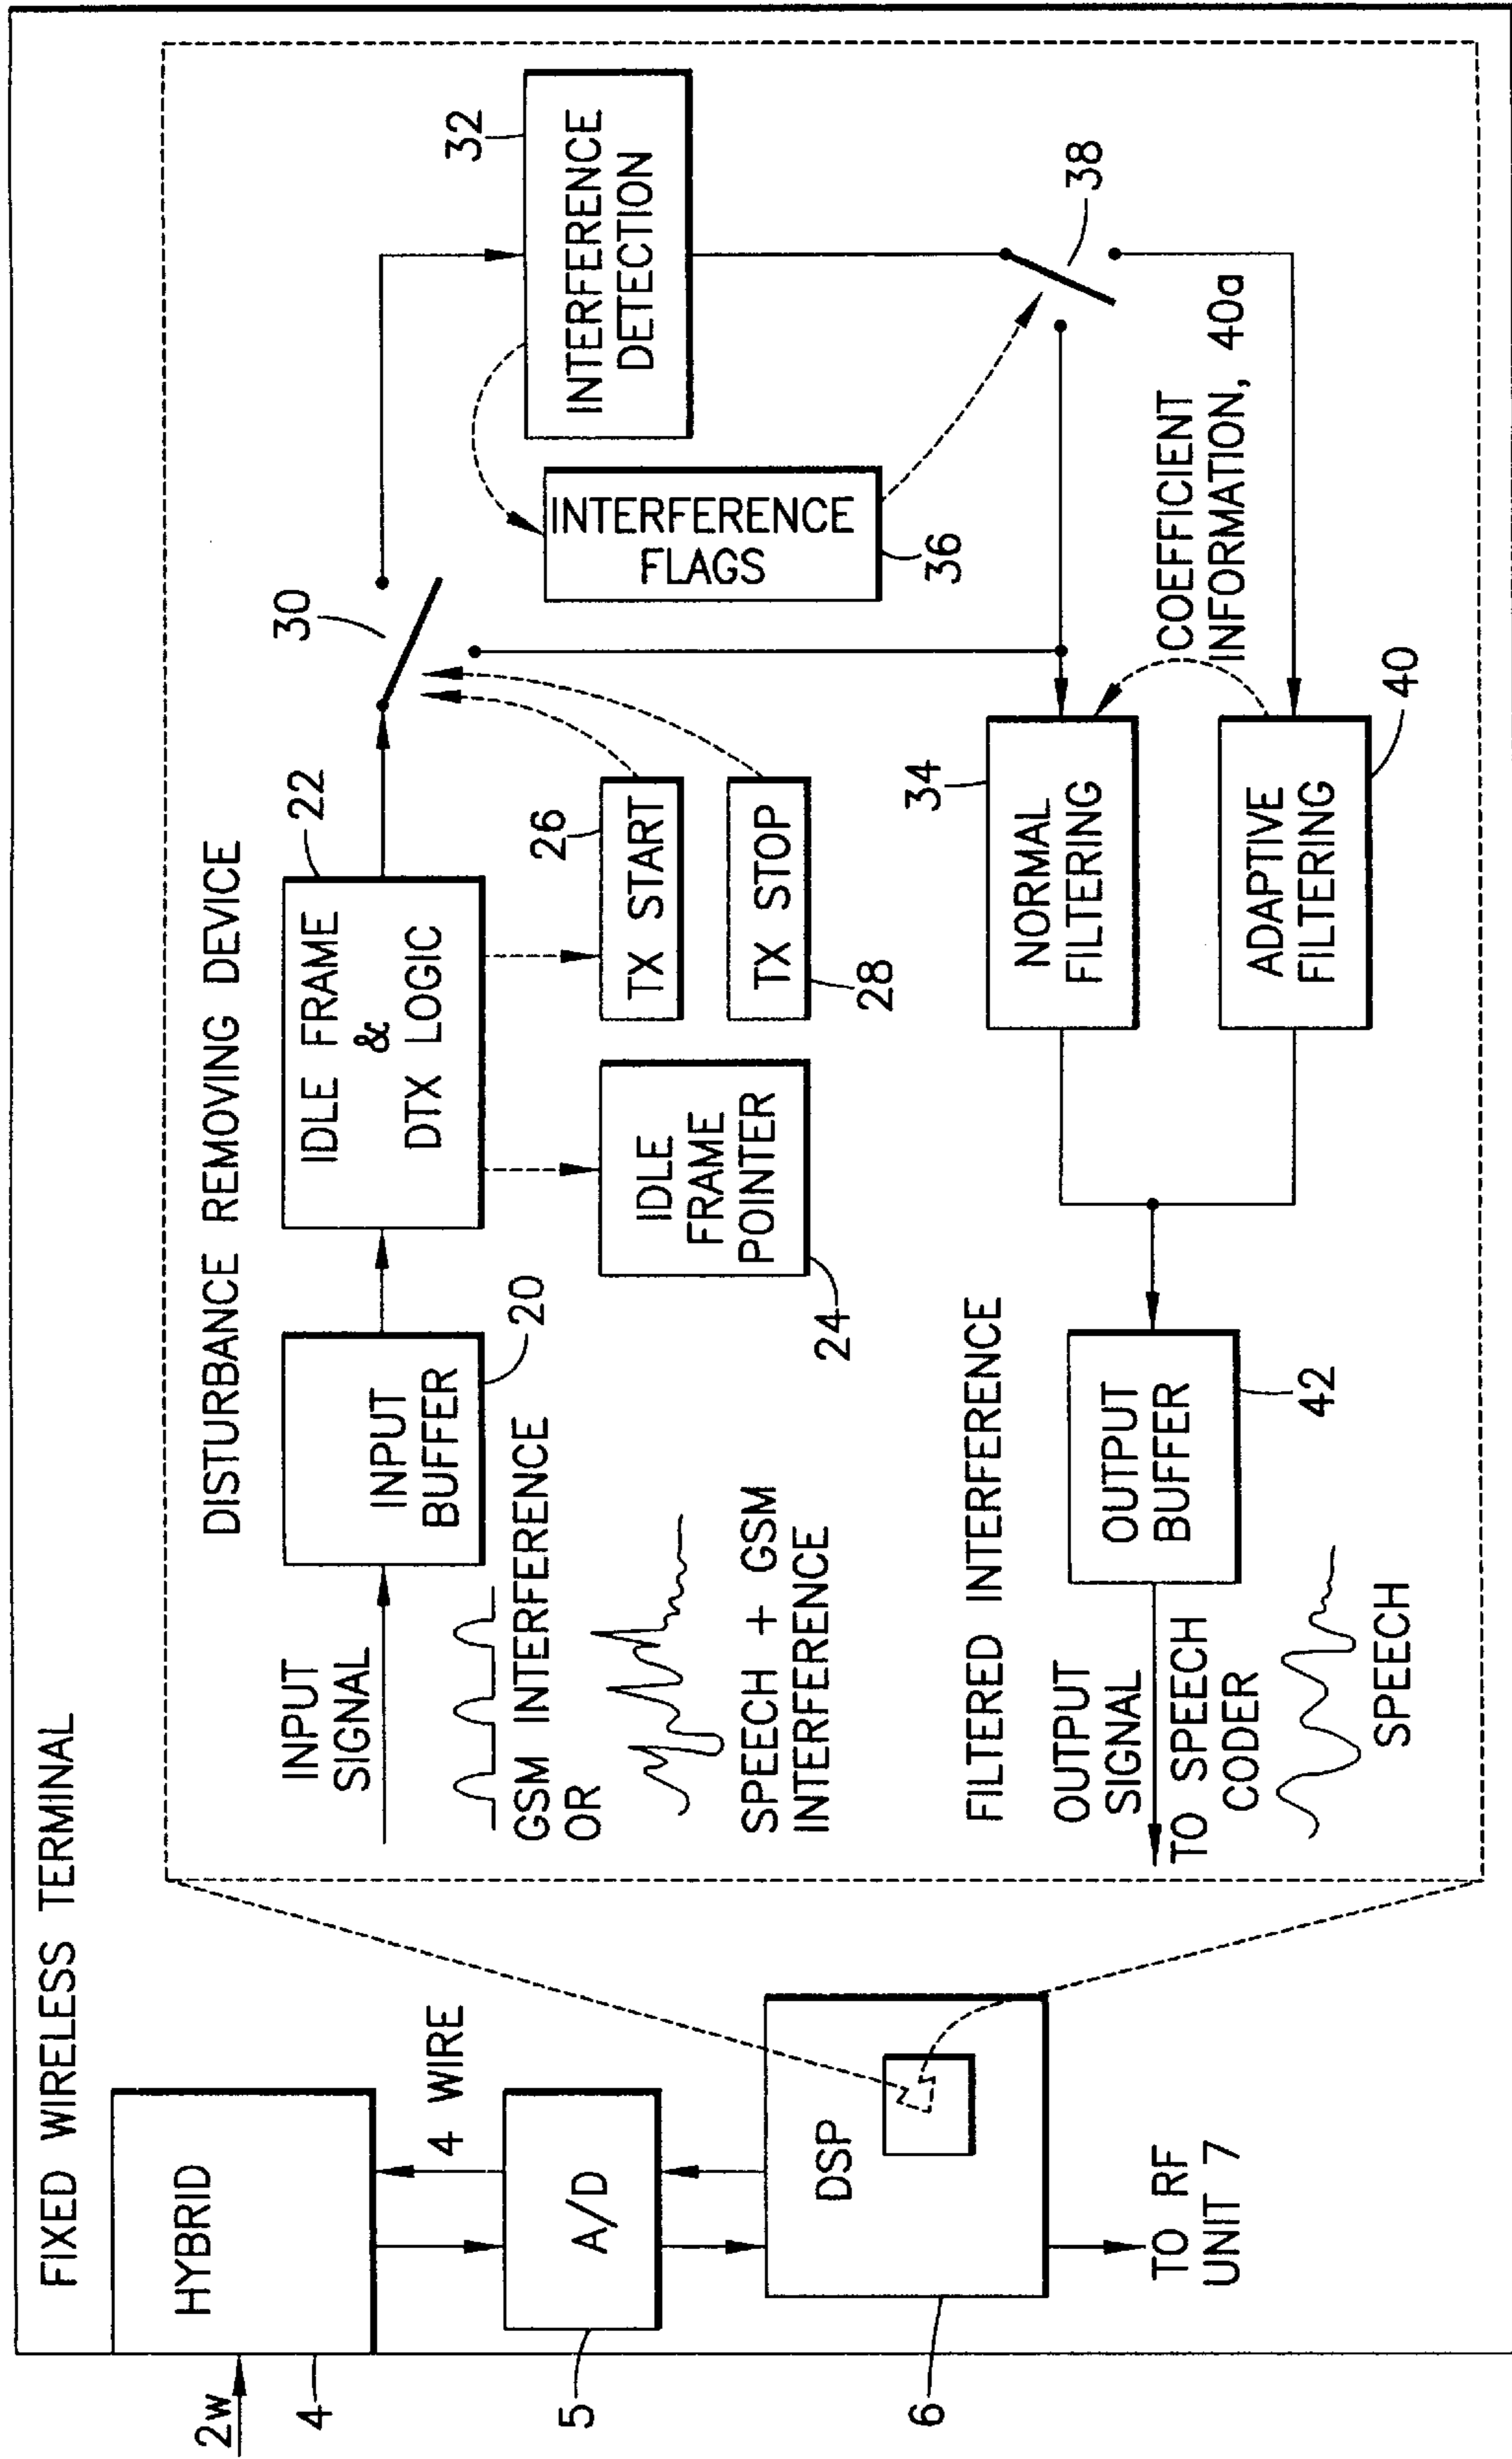 FIXED WIRELESS TERMINAL
2w
HYBRID
4
4 WIRE
A/D
5
DSP
6
TO RF
UNIT 7
DISTURBANCE REMOVING DEVICE
INPUT
SIGNAL
GSM INTERFERENCE
OR
SPEECH + GSM
INTERFERENCE
INPUT
BUFFER
20
IDLE FRAME
&
DTX LOGIC
22
IDLE
FRAME
POINTER
24
TX START
26
TX STOP
28
30
INTERFERENCE
DETECTION
32
INTERFERENCE
FLAGS
36
38
COEFFICIENT
INFORMATION, 40a
NORMAL
FILTERING
34
ADAPTIVE
FILTERING
40
FILTERED INTERFERENCE
OUTPUT
BUFFER
42
OUTPUT
SIGNAL
TO SPEECH
CODER
SPEECH